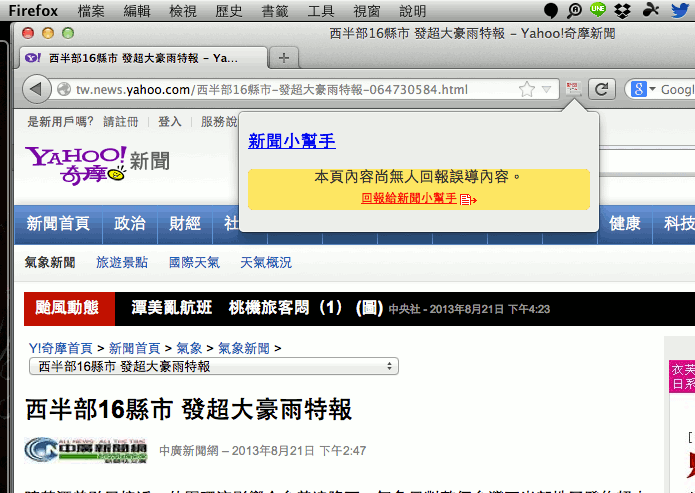 Firefox 檔案 編輯 檢視 歷史 書籤 工具 視窗 說明
西半部16縣市 發超大豪雨特報 - Yahoo!奇摩新聞
西半部16縣市 發超大豪雨特報 - Ya...
tw.news.yahoo.com/西半部16縣市-發超大豪雨特報-064730584.html
Goog
是新用戶嗎? 請註冊 登入 服務說
YAHOO! 奇摩 新聞
新聞小幫手
本頁內容尚無人回報誤導內容。
回報給新聞小幫手
新聞首頁 政治 財經 社 健康 科技
氣象新聞 旅遊景點 國際天氣 天氣概況
颱風動態 潭美亂航班 桃機旅客悶（1） (圖) 中央社 - 2013年8月21日 下午4:23
Y!奇摩首頁 > 新聞首頁 > 氣象 > 氣象新聞 >
西半部16縣市 發超大豪雨特報
衣芙
日系
西半部16縣市 發超大豪雨特報
中廣新聞網
中廣新聞網 - 2013年8月21日 下午2:47